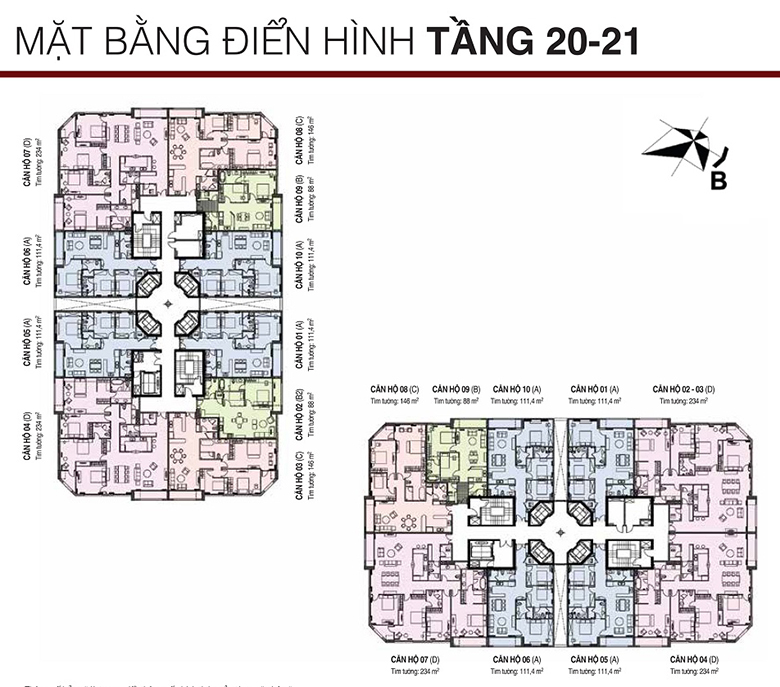 MẶT BẰNG ĐIỂN HÌNH TẦNG 20-21
CĂN HỘ 07 (D)
Tim tường: 234 m²
CĂN HỘ 06 (A)
Tim tường: 111,4 m²
CĂN HỘ 05 (A)
Tim tường: 111,4 m²
CĂN HỘ 04 (D)
Tim tường: 234 m²
CĂN HỘ 08 (C)
Tim tường: 146 m²
CĂN HỘ 09 (B)
Tim tường: 88 m²
CĂN HỘ 10 (A)
Tim tường: 111,4 m²
CĂN HỘ 01 (A)
Tim tường: 111,4 m²
CĂN HỘ 02 (B2)
Tim tường: 88 m²
CĂN HỘ 03 (C)
Tim tường: 146 m²
B
CĂN HỘ 08 (C)
Tim tường: 146 m²
CĂN HỘ 09 (B)
Tim tường: 88 m²
CĂN HỘ 10 (A)
Tim tường: 111,4 m²
CĂN HỘ 01 (A)
Tim tường: 111,4 m²
CĂN HỘ 02 - 03 (D)
Tim tường: 234 m²
CĂN HỘ 07 (D)
Tim tường: 234 m²
CĂN HỘ 06 (A)
Tim tường: 111,4 m²
CĂN HỘ 05 (A)
Tim tường: 111,4 m²
CĂN HỘ 04 (D)
Tim tường: 234 m²